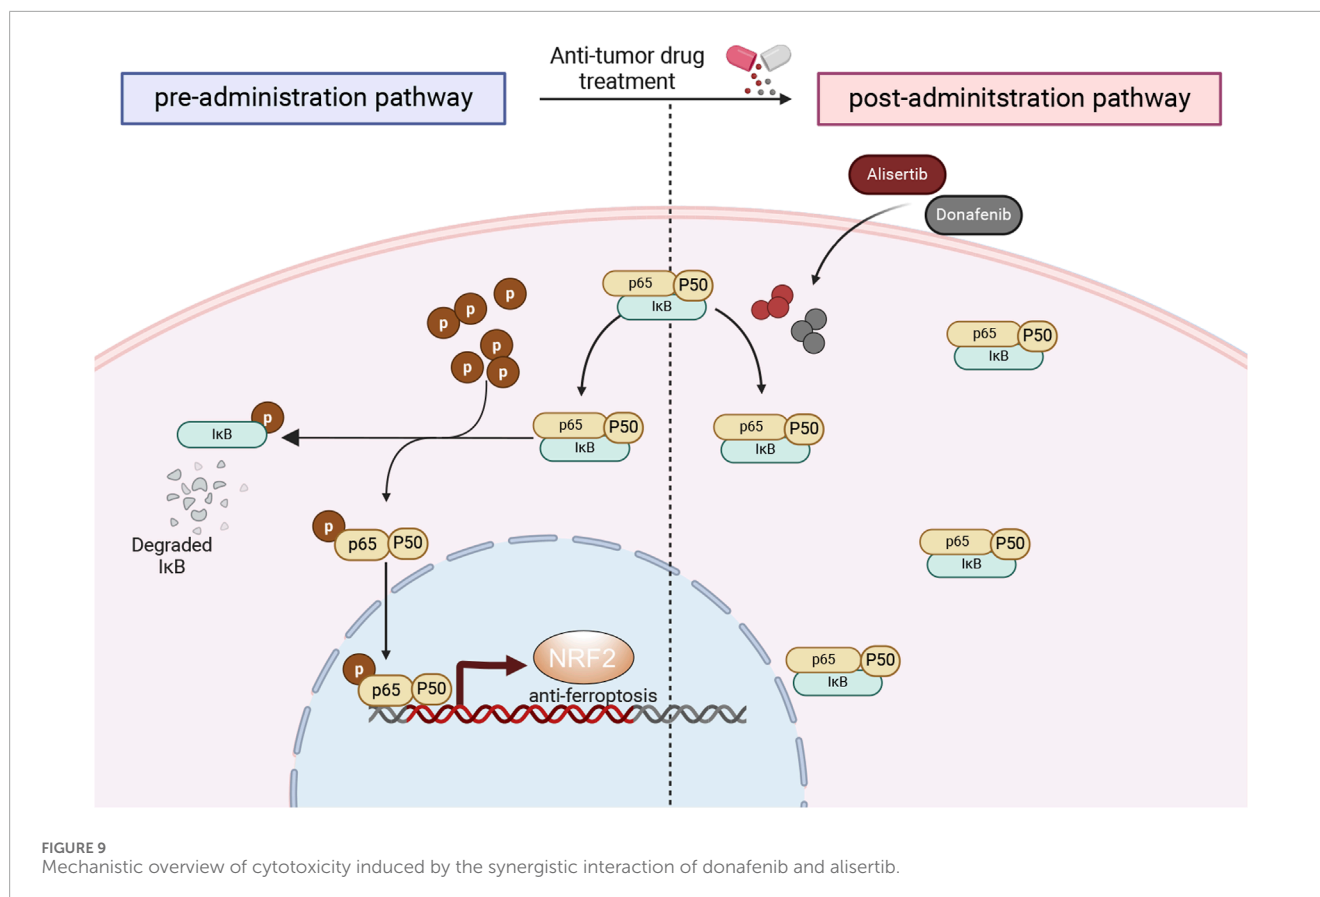 Anti-tumor drug
treatment
pre-administration pathway
post-adminitstration pathway
Alisertib
Donafenib
p65 P50
IκB
p
p
p
p
p
p
p65 P50
IκB
p
IκB
p65 P50
IκB
p65 P50
IκB
Degraded
IκB
p
p65 P50
p65 P50
IκB
p
p65 P50
NRF2
anti-ferroptosis
p65 P50
IκB
FIGURE 9
Mechanistic overview of cytotoxicity induced by the synergistic interaction of donafenib and alisertib.